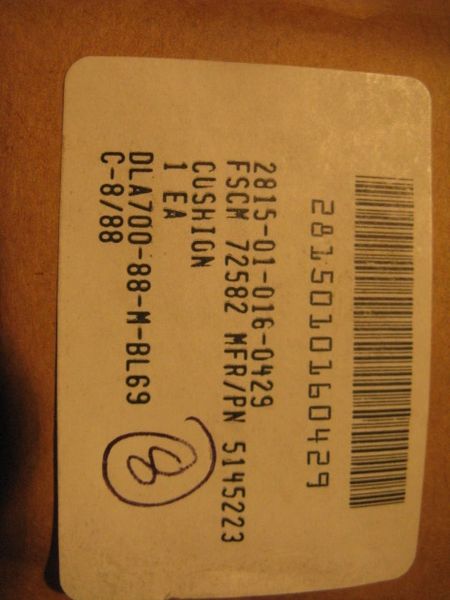 2815010160429
2815-01-016-0429
FSCM 72582 MFR/PN 5145223
CUSHION
1 EA
DLA700-88-M-BL69
C-8/88
8